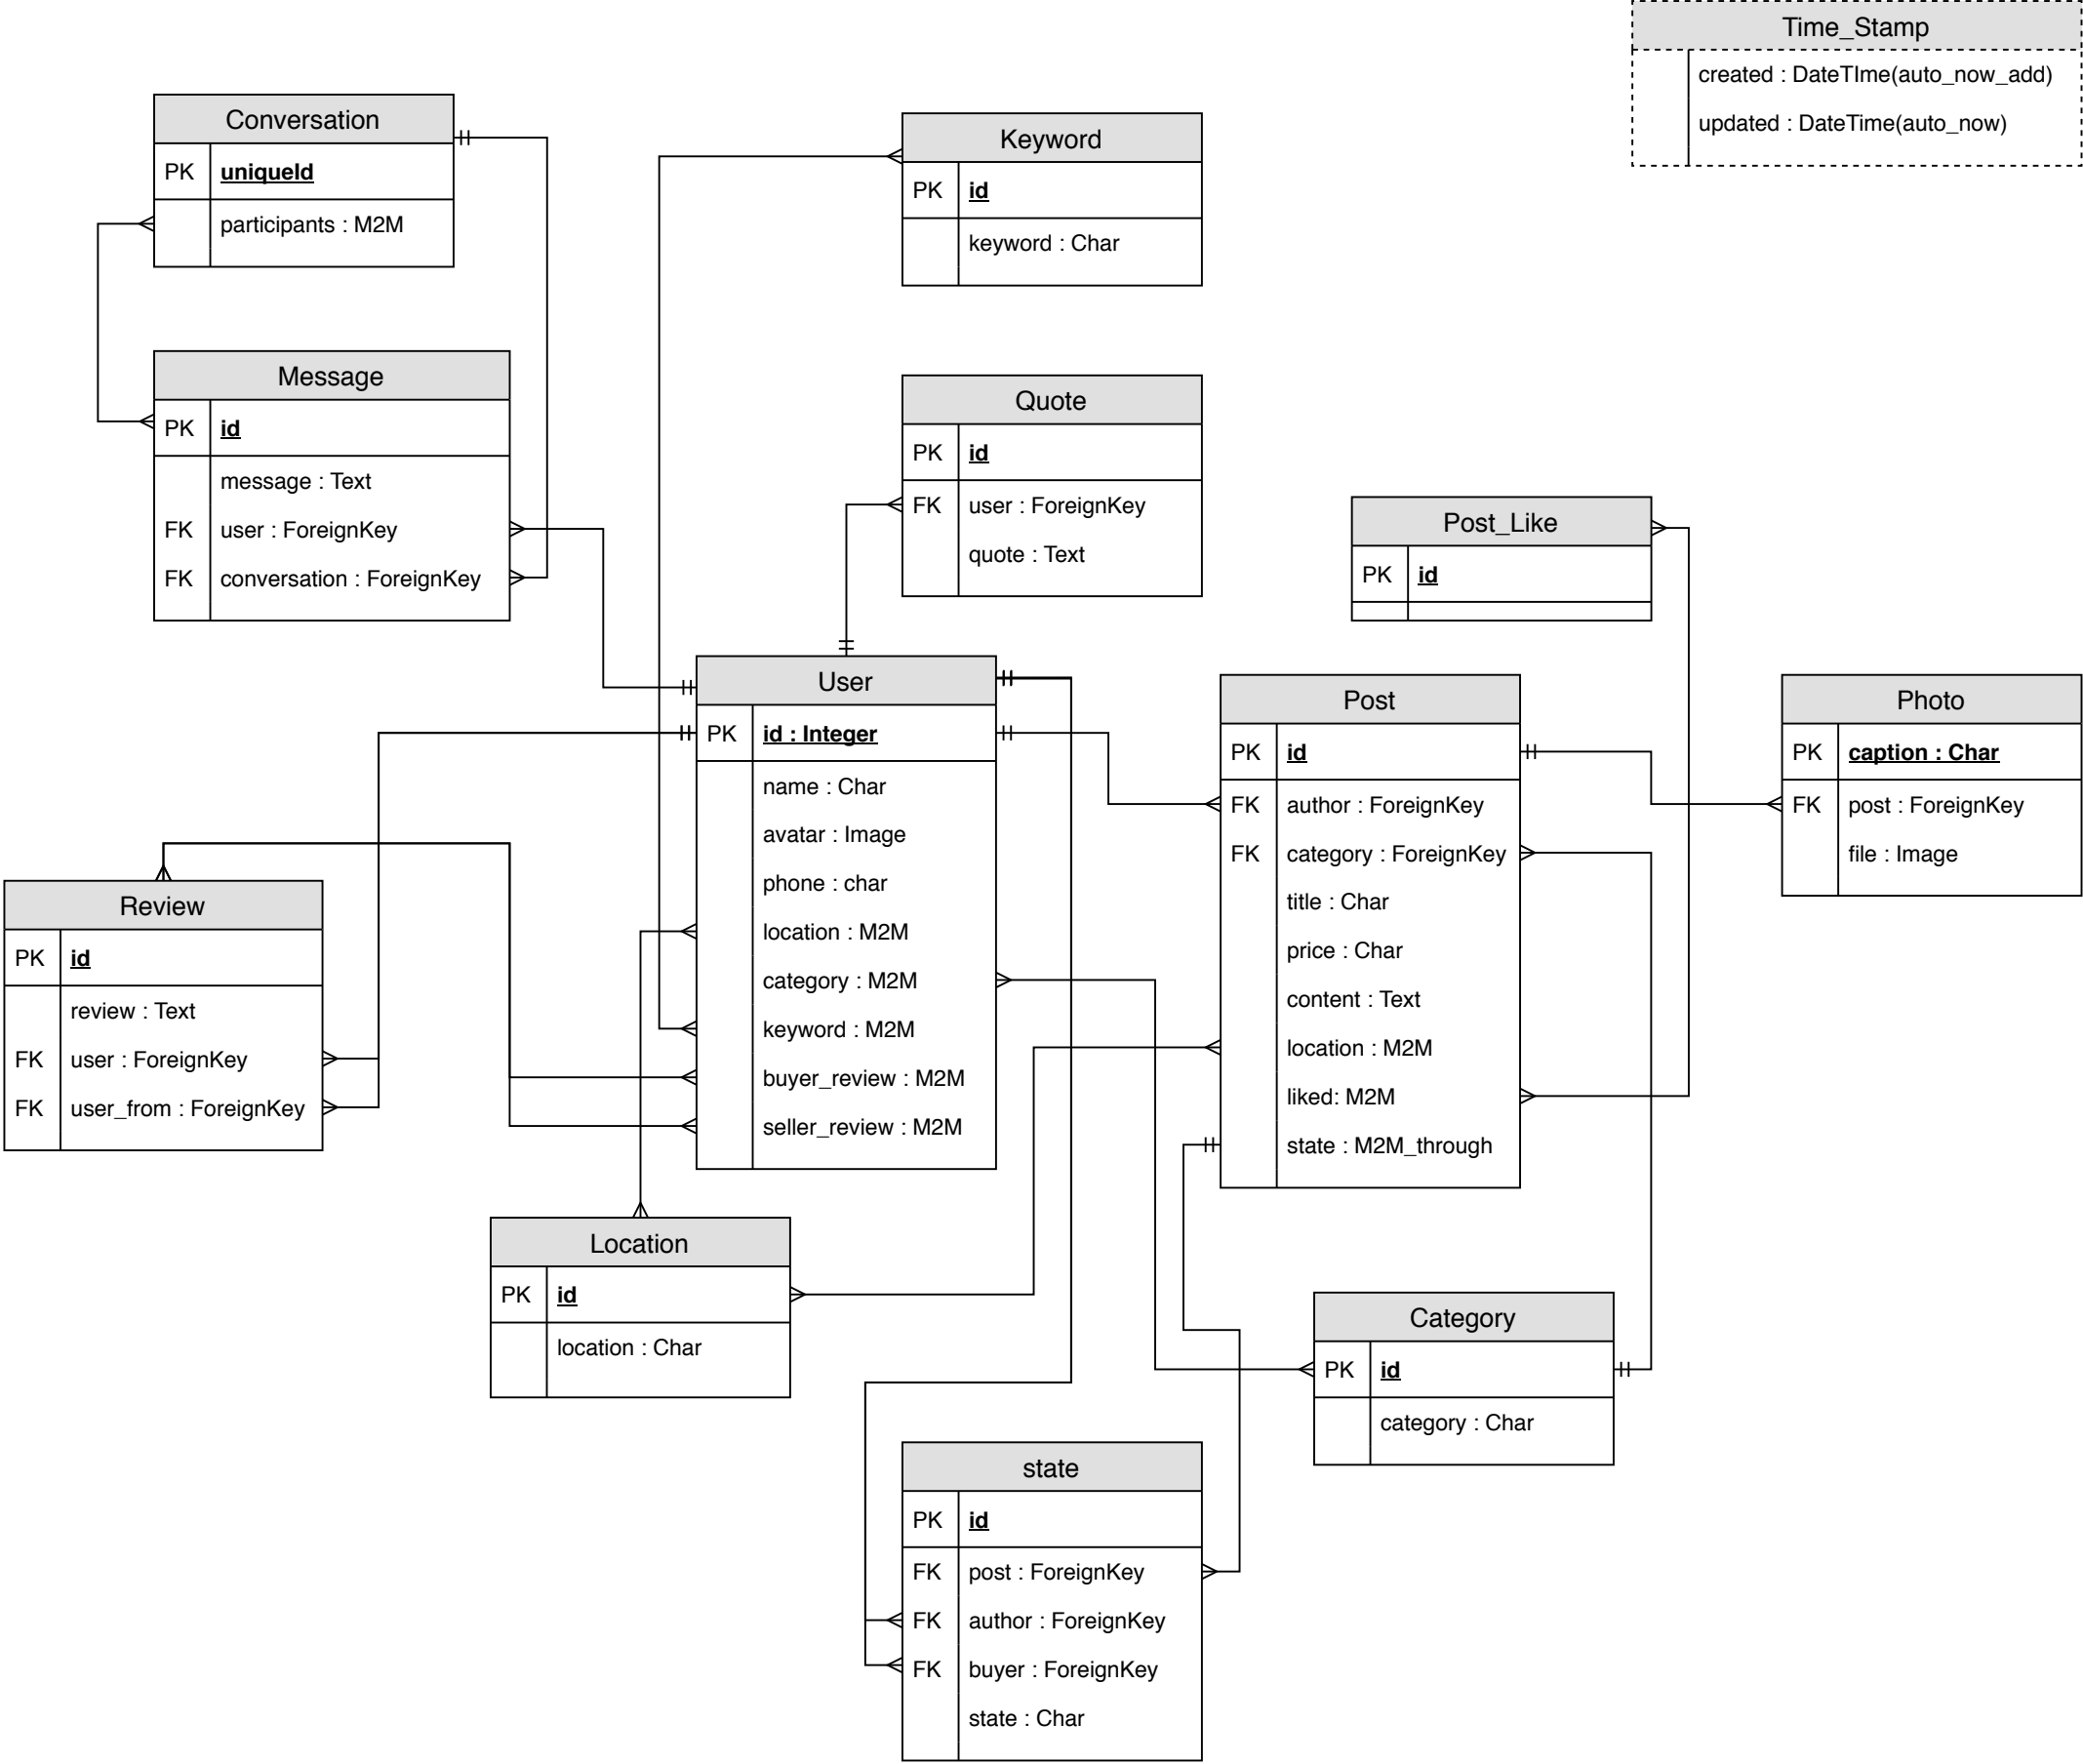 Time_Stamp
created : DateTIme(auto_now_add)
updated : DateTime(auto_now)
Conversation
PK uniqueId
participants : M2M
Keyword
PK id
keyword : Char
Message
PK id
message : Text
FK user : ForeignKey
FK conversation : ForeignKey
Quote
PK id
FK user : ForeignKey
quote : Text
Post_Like
PK id
User
PK id : Integer
name : Char
avatar : Image
phone : char
location : M2M
category : M2M
keyword : M2M
buyer_review : M2M
seller_review : M2M
Post
PK id
FK author : ForeignKey
FK category : ForeignKey
title : Char
price : Char
content : Text
location : M2M
liked: M2M
state : M2M_through
Photo
PK caption : Char
FK post : ForeignKey
file : Image
Review
PK id
review : Text
FK user : ForeignKey
FK user_from : ForeignKey
Location
PK id
location : Char
Category
PK id
category : Char
state
PK id
FK post : ForeignKey
FK author : ForeignKey
FK buyer : ForeignKey
state : Char